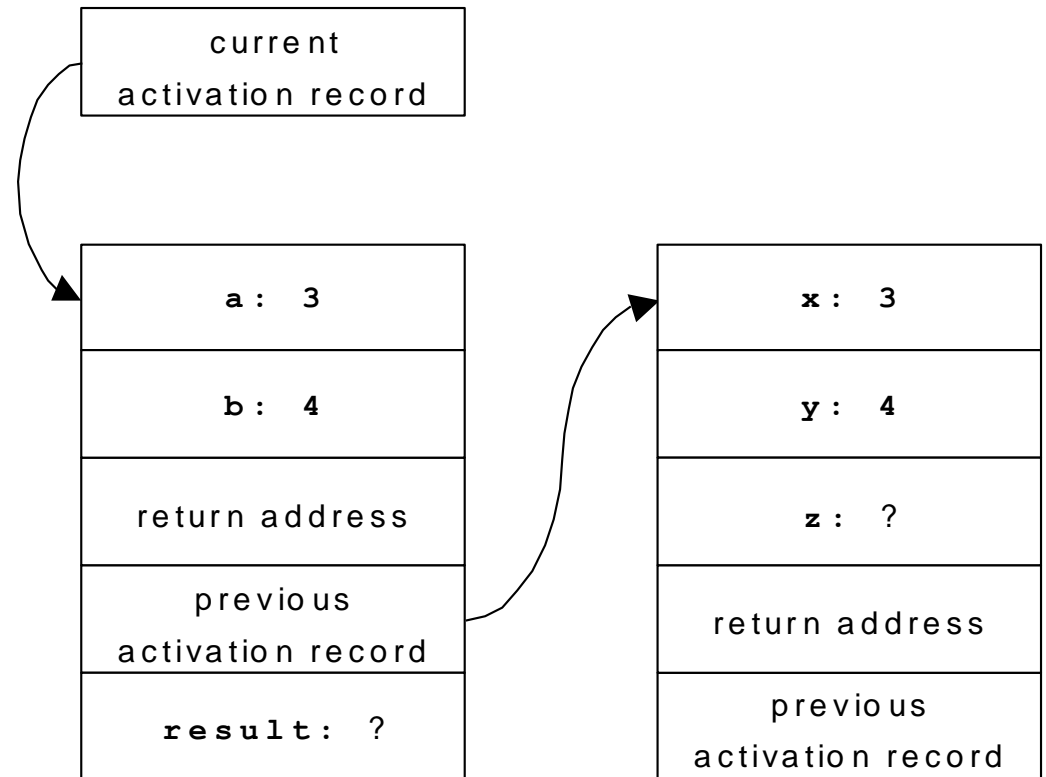 current
activation record
a: 3
b: 4
return address
previous
activation record
result: ?
x: 3
y: 4
z: ?
return address
previous
activation record